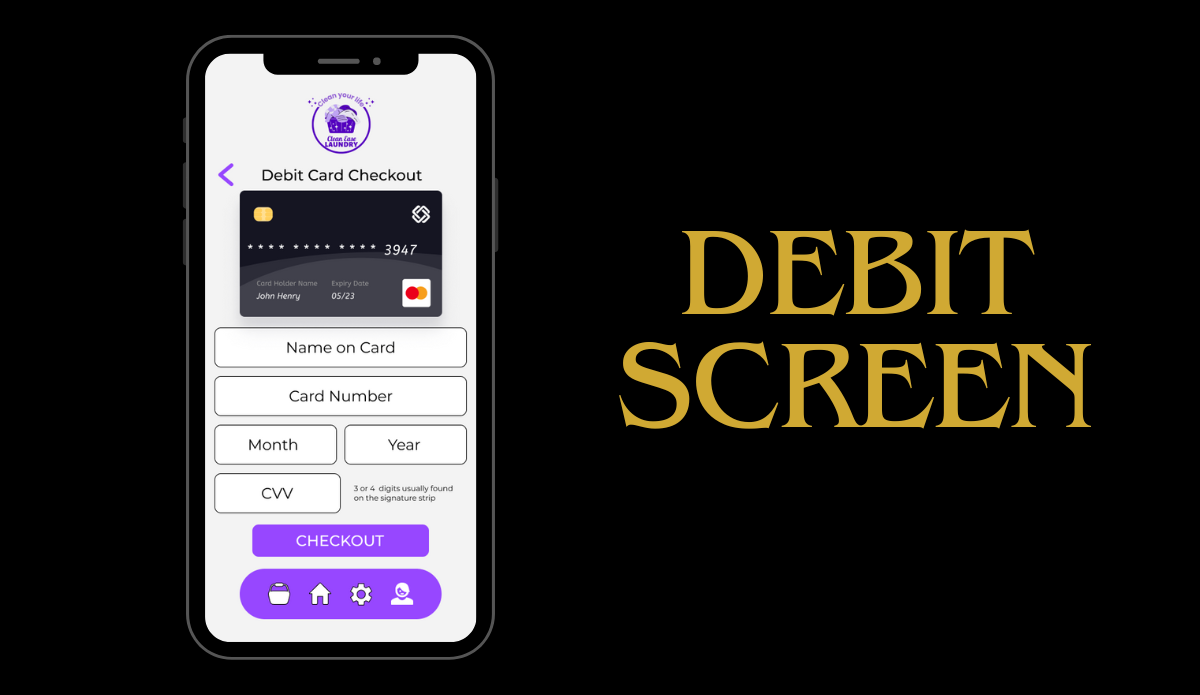 Clean your life
Clean Ease
LAUNDRY
Debit Card Checkout
**** **** **** 3947
Card Holder Name Expiry Date
John Henry 05/23
Name on Card
Card Number
Month Year
CVV
3 or 4 digits usually found
on the signature strip
CHECKOUT
DEBIT
SCREEN